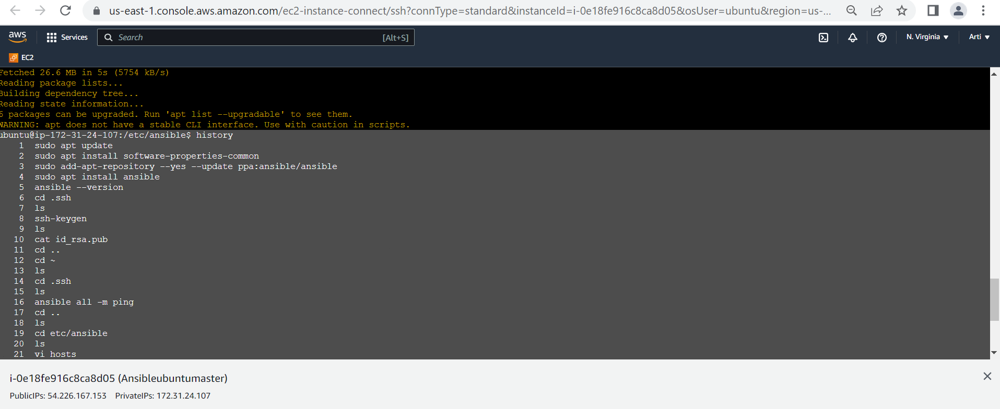 us-east-1.console.aws.amazon.com/ec2-instance-connect/ssh?connType=standard&instanceId=i-0e18fe916c8ca8d05&osUser=ubuntu&region=us-...
aws Services Search [Alt+S] N. Virginia ▼ Arti ▼
EC2
Fetched 26.6 MB in 5s (5754 kB/s)
Reading package lists...
Building dependency tree...
Reading state information...
6 packages can be upgraded. Run 'apt list --upgradable' to see them.
WARNING: apt does not have a stable CLI interface. Use with caution in scripts.
ubuntu@ip-172-31-24-107:/etc/ansible$ history
1 sudo apt update
2 sudo apt install software-properties-common
3 sudo add-apt-repository --yes --update ppa:ansible/ansible
4 sudo apt install ansible
5 ansible --version
6 cd .ssh
7 ls
8 ssh-keygen
9 ls
10 cat id_rsa.pub
11 cd ..
12 cd ~
13 ls
14 cd .ssh
15 ls
16 ansible all -m ping
17 cd ..
18 ls
19 cd etc/ansible
20 ls
21 vi hosts
i-0e18fe916c8ca8d05 (Ansibleubuntumaster)
PublicIPs: 54.226.167.153 PrivateIPs: 172.31.24.107